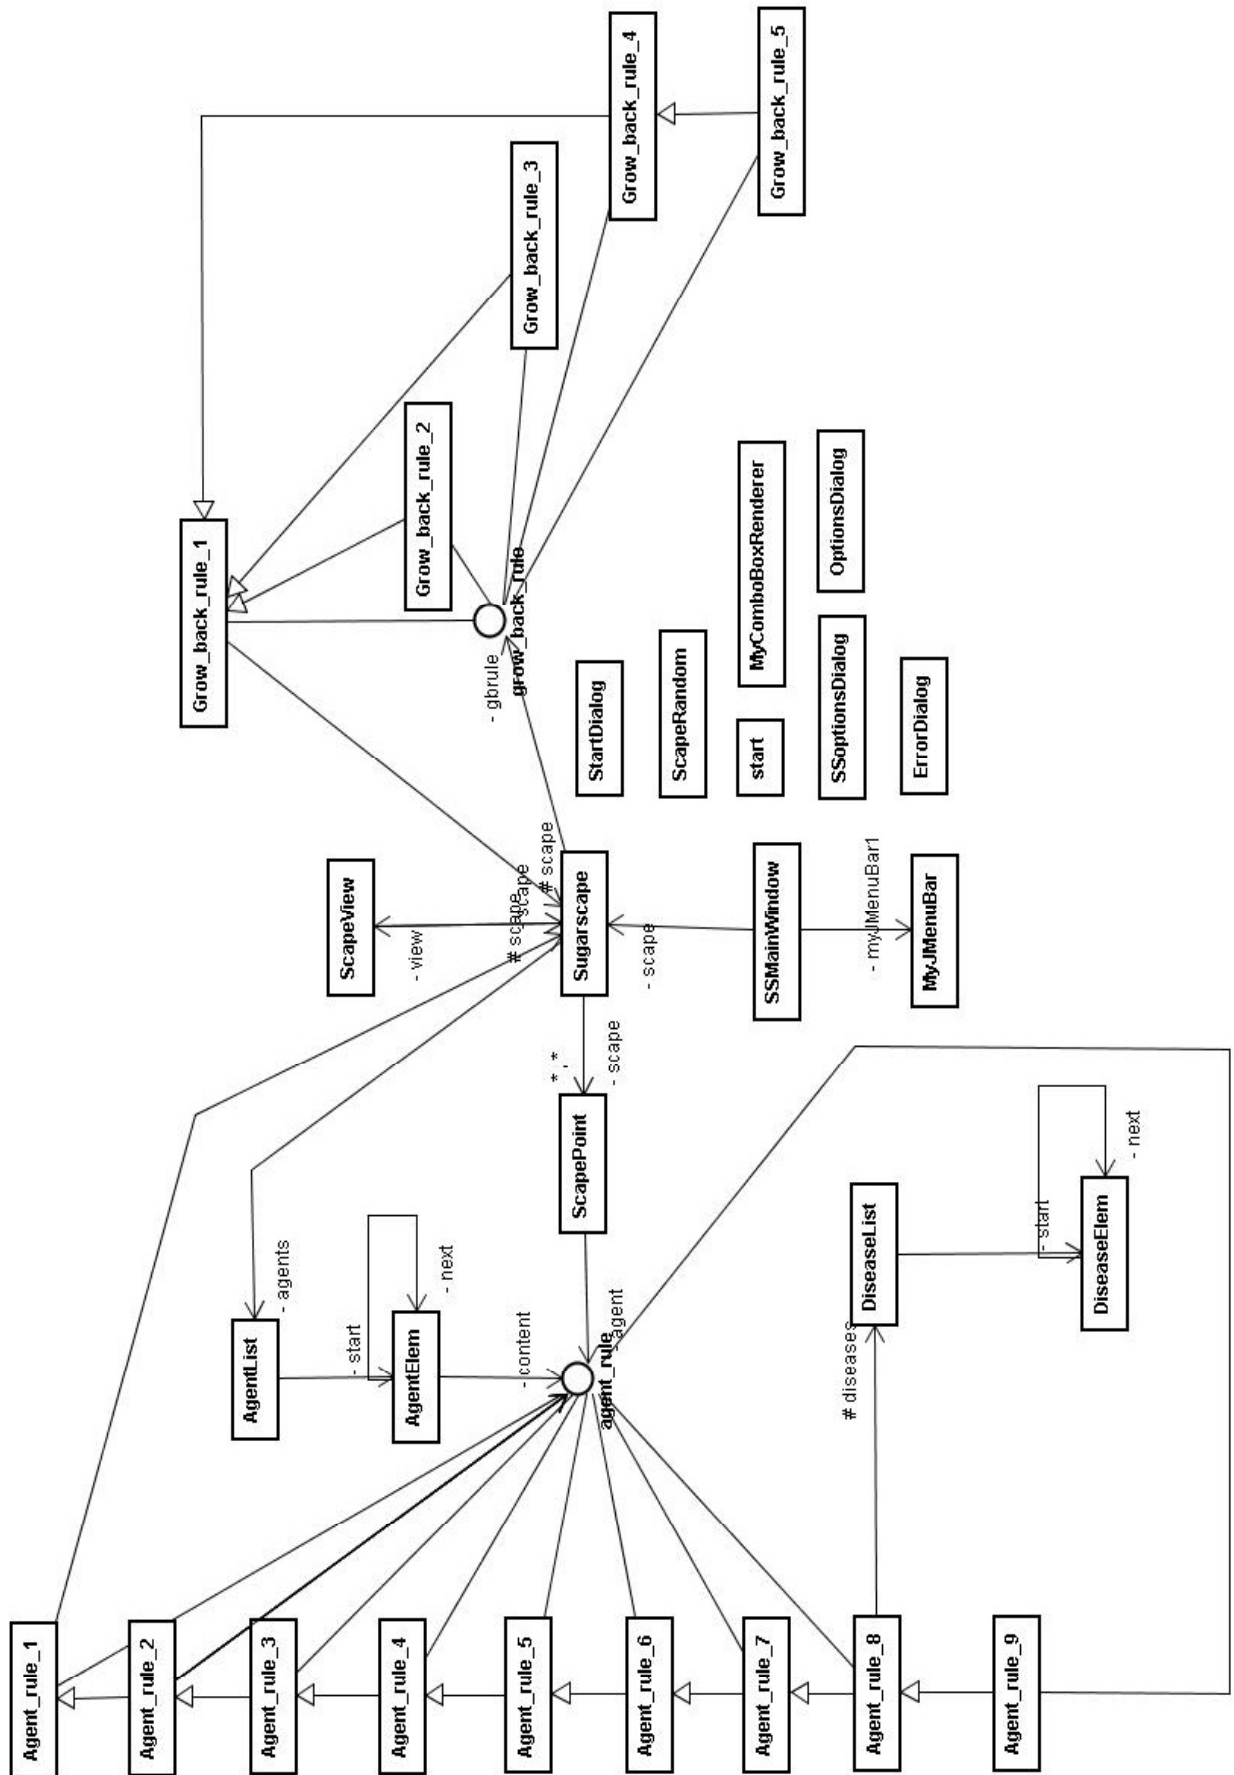 Grow_back_rule_4
Grow_back_rule_5
Grow_back_rule_3
Grow_back_rule_2
Grow_back_rule_1
grow_back_rule
- gbrule
MyComboBoxRenderer
OptionsDialog
StartDialog
ScapeRandom
start
SSoptionsDialog
ErrorDialog
# scape
- scape
# scape
ScapeView
- view
Sugarscape
- scape
SSMainWindow
- myJMenuBar1
MyJMenuBar
*,*
- scape
ScapePoint
- agents
AgentList
- start
- next
AgentElem
- content
- agent
agent_rule
DiseaseList
# diseases
- start
- next
DiseaseElem
Agent_rule_1
Agent_rule_2
Agent_rule_3
Agent_rule_4
Agent_rule_5
Agent_rule_6
Agent_rule_7
Agent_rule_8
Agent_rule_9